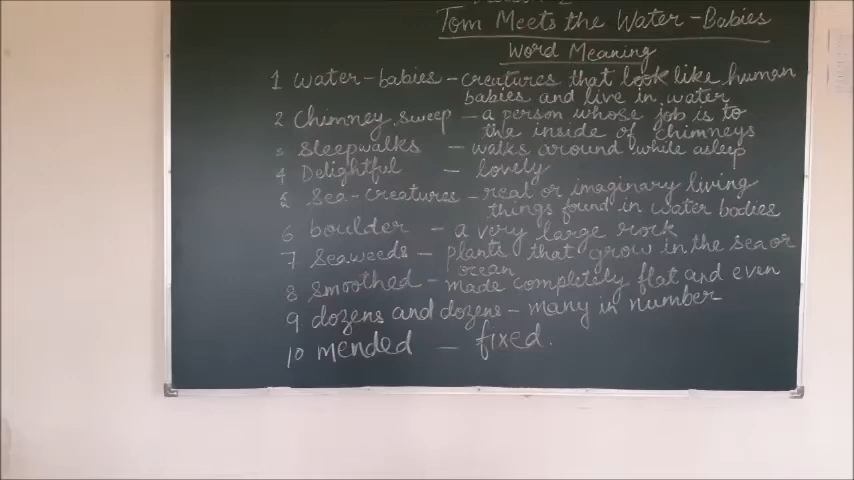 Tom Meets the Water-Babies
Word Meaning
1 Water-babies - creatures that look like human
babies and live in water
2 Chimney sweep - a person whose job is to
the inside of chimneys
3 Sleepwalks - walks around while asleep
4 Delightful - lovely
5 Sea-creatures - real or imaginary living
things found in water bodies
6 boulder - a very large rock
7 Seaweeds - plants that grow in the sea or
ocean
8 Smoothed - made completely flat and even
9 dozens and dozens - many in number
10 mended - fixed.